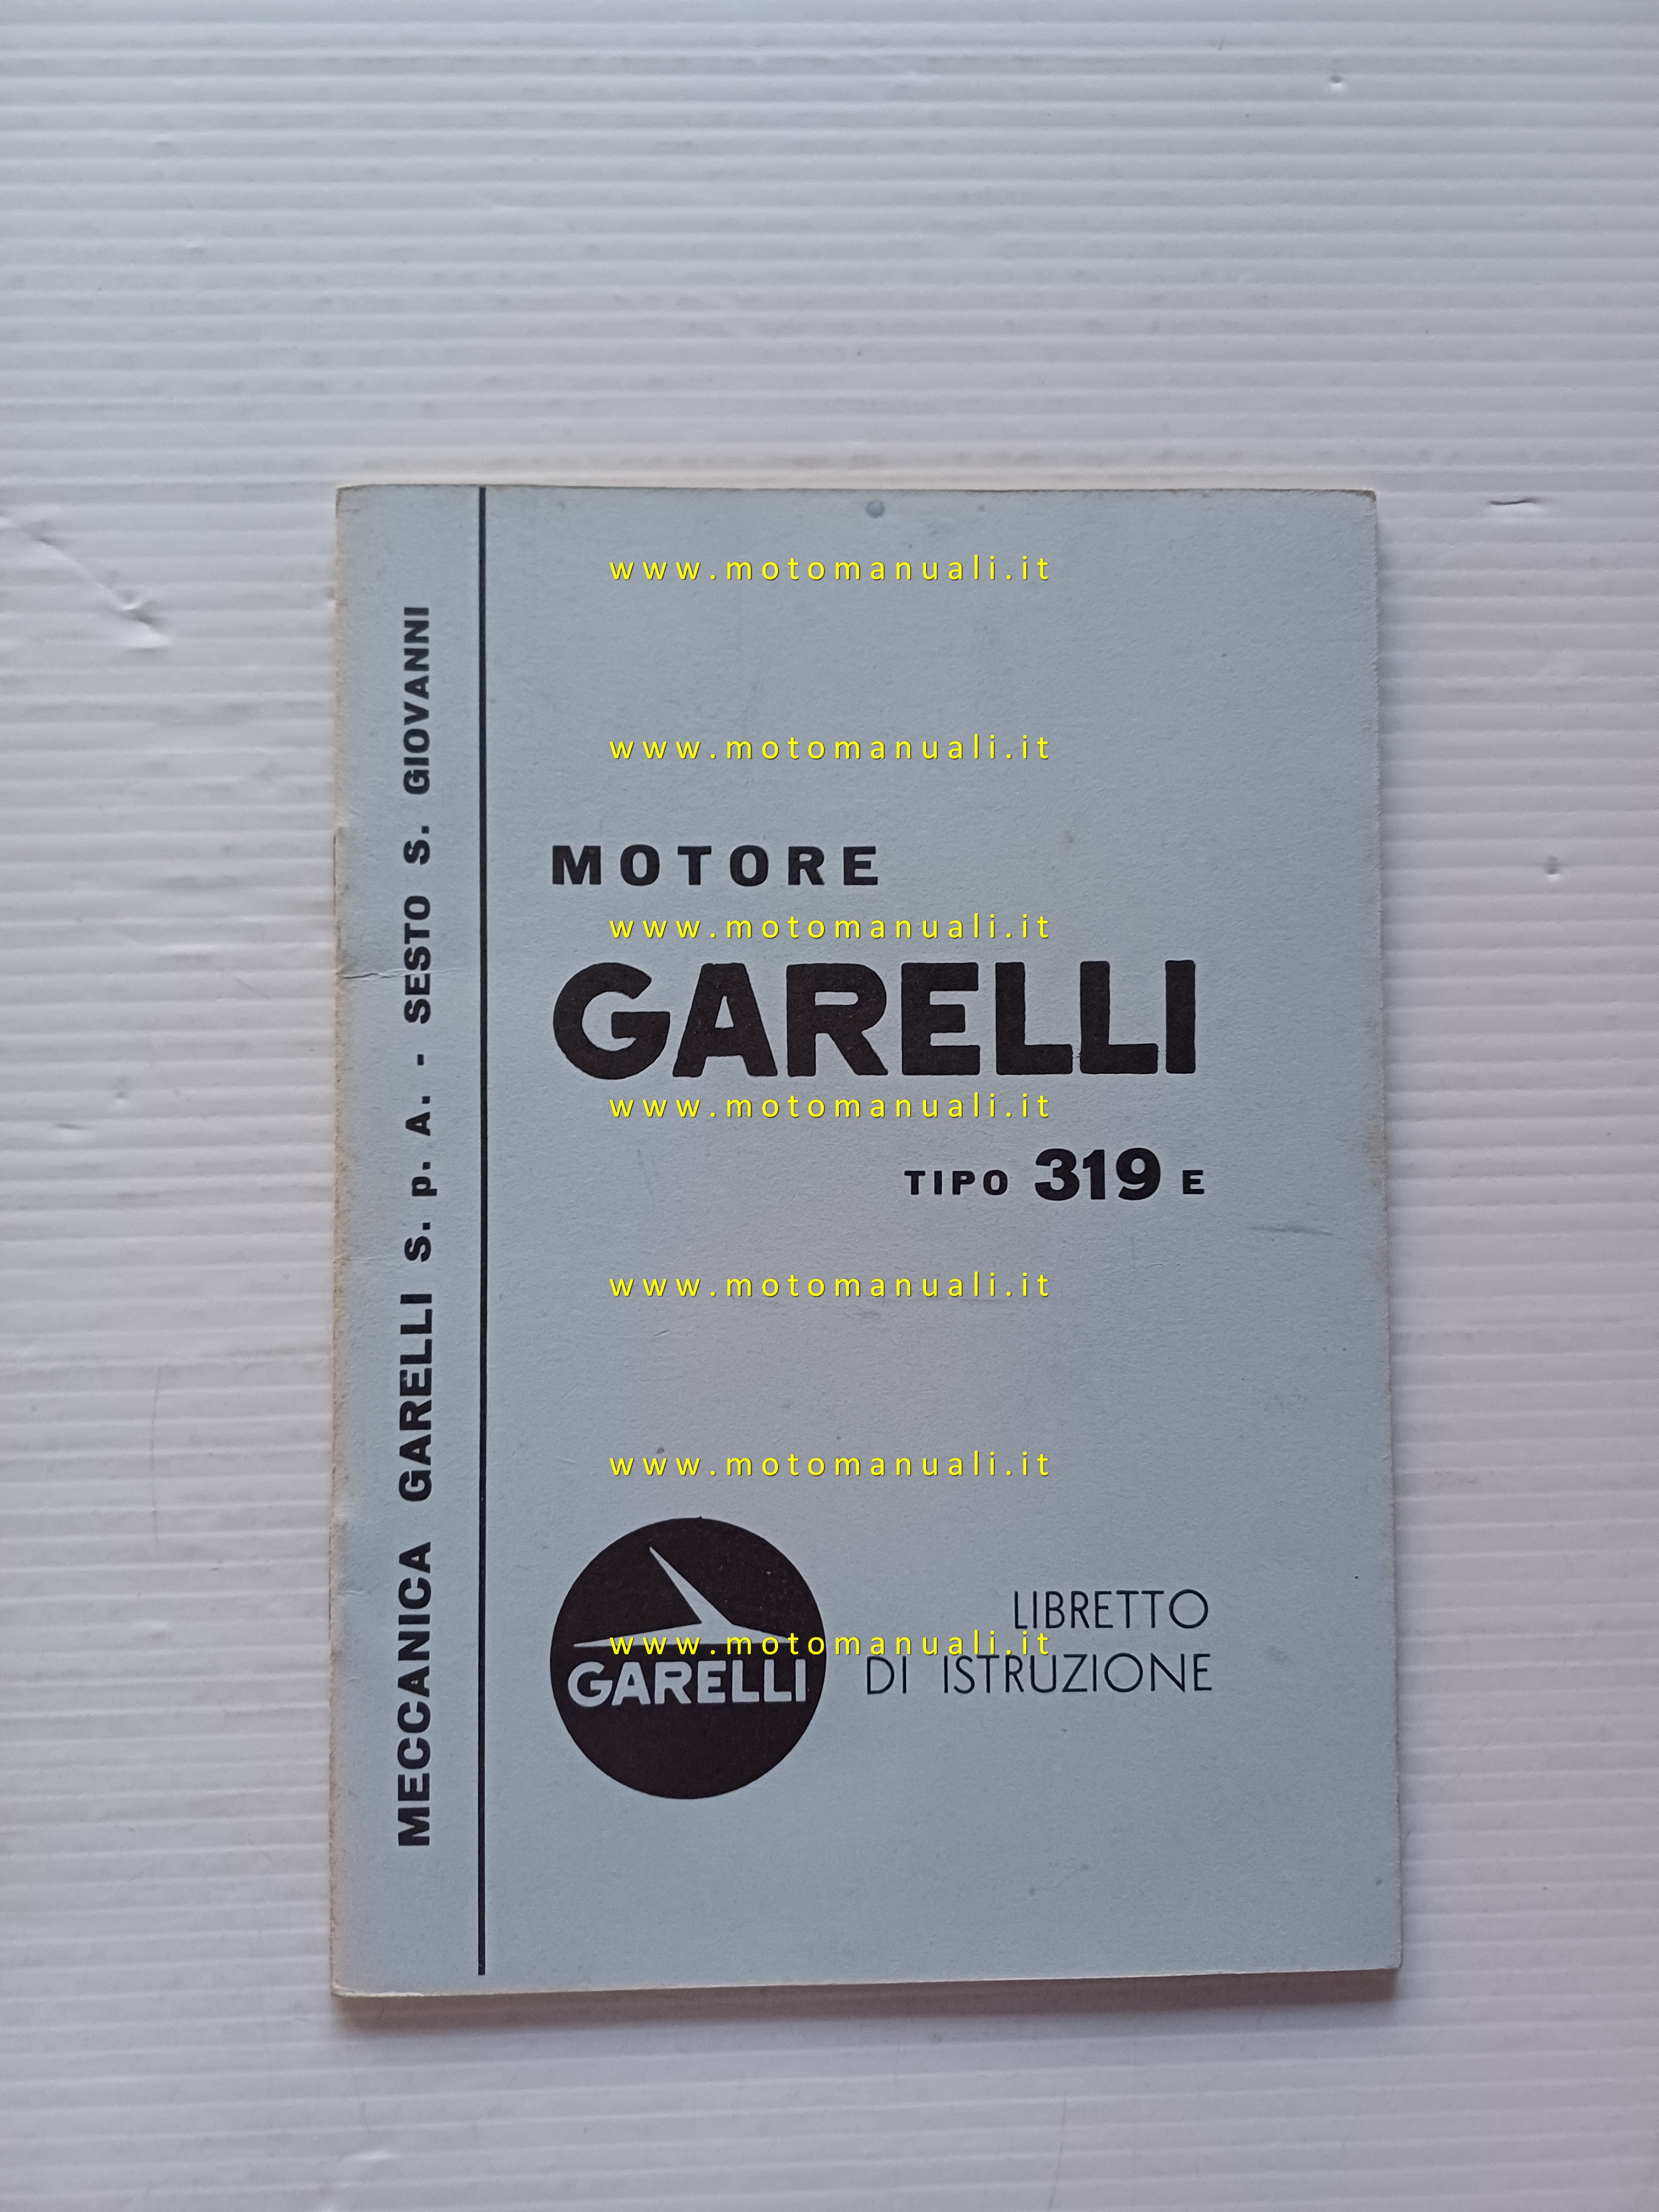 MECCANICA GARELLI S. p. A. - SESTO S. GIOVANNI
www.motomanuali.it
www.motomanuali.it
MOTORE
www.motomanuali.it
GARELLI
www.motomanuali.it
TIPO 319 E
www.motomanuali.it
www.motomanuali.it
LIBRETTO
www.motomanuali.it
DI ISTRUZIONE
GARELLI